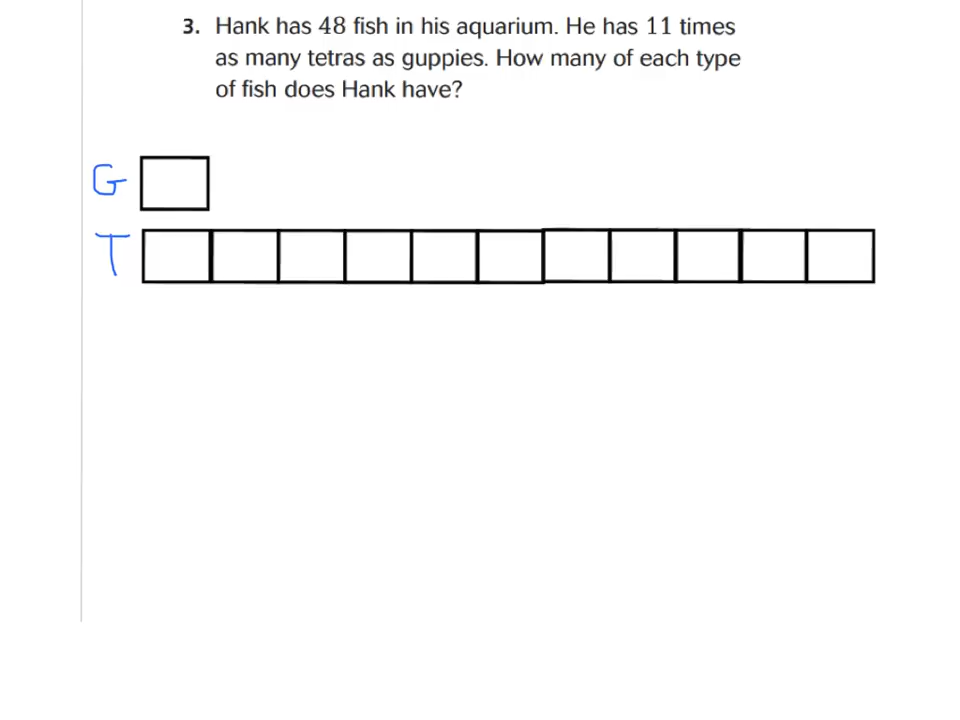 3. Hank has 48 fish in his aquarium. He has 11 times
as many tetras as guppies. How many of each type
of fish does Hank have?
G
T